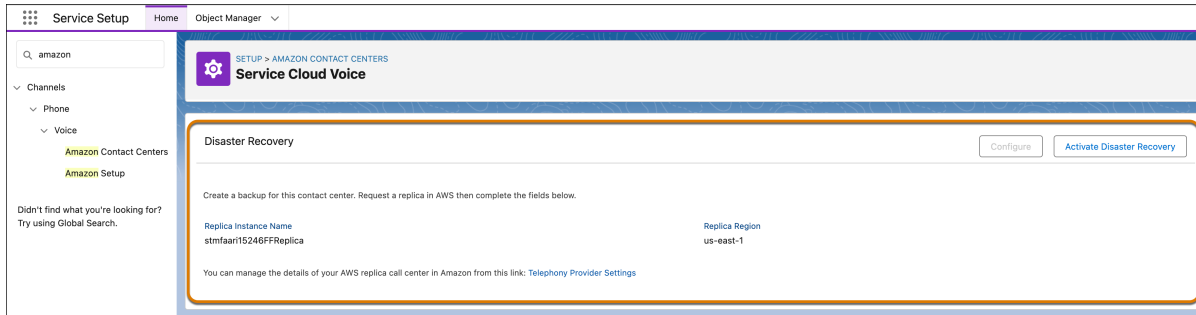 Service Setup
Home
Object Manager
amazon
Channels
Phone
Voice
Amazon Contact Centers
Amazon Setup
Didn't find what you're looking for?
Try using Global Search.
SETUP > AMAZON CONTACT CENTERS
Service Cloud Voice
Disaster Recovery
Configure
Activate Disaster Recovery
Create a backup for this contact center. Request a replica in AWS then complete the fields below.
Replica Instance Name
stmfaari15246FFReplica
Replica Region
us-east-1
You can manage the details of your AWS replica call center in Amazon from this link: Telephony Provider Settings